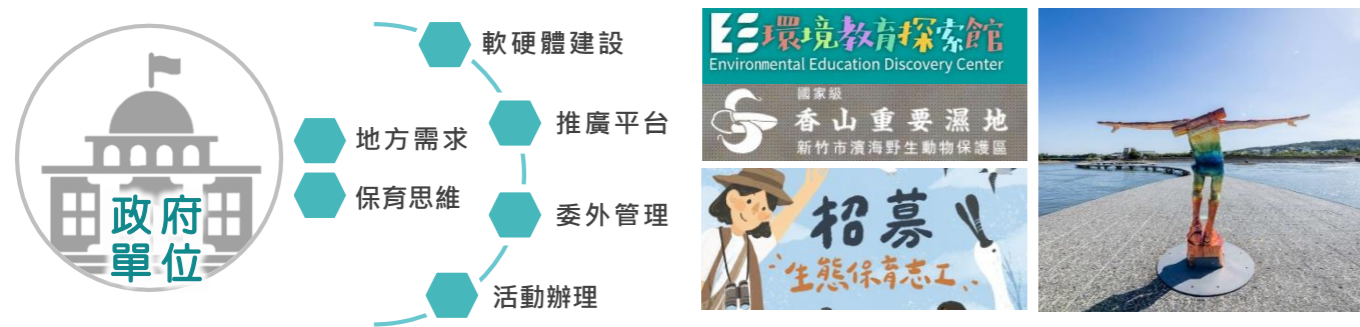 政府
單位
地方需求
保育思維
軟硬體建設
推廣平台
委外管理
活動辦理
環境教育探索館
Environmental Education Discovery Center
國家級
香山重要濕地
新竹市濱海野生動物保護區
招募
生態保育志工